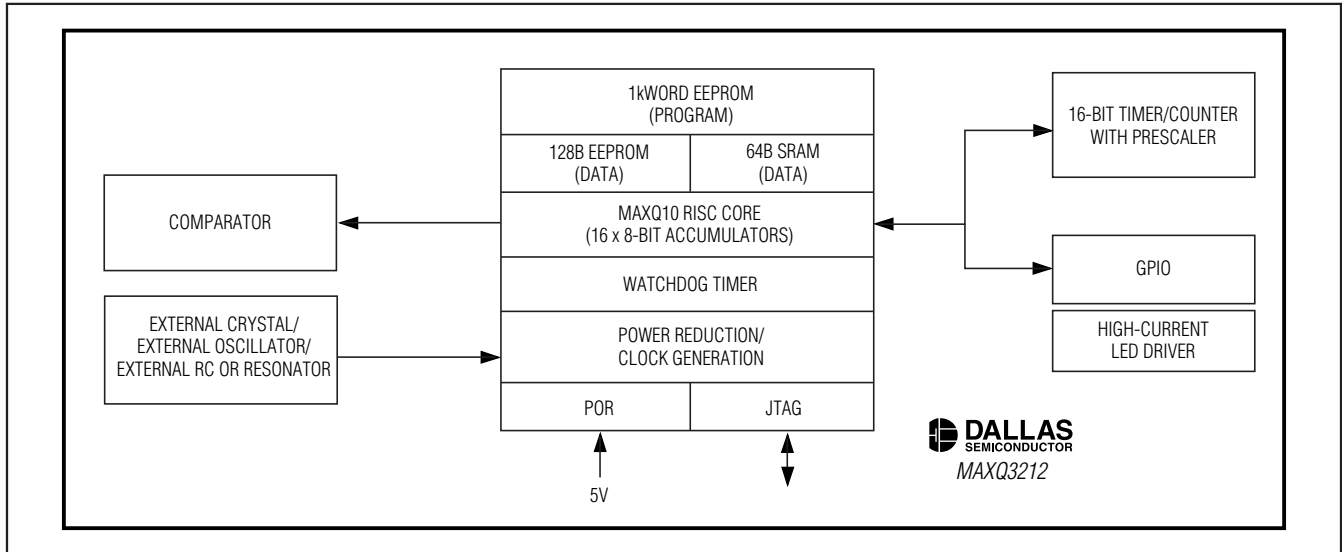 1kWORD EEPROM
(PROGRAM)
128B EEPROM
(DATA)
64B SRAM
(DATA)
MAXQ10 RISC CORE
(16 x 8-BIT ACCUMULATORS)
WATCHDOG TIMER
POWER REDUCTION/
CLOCK GENERATION
POR
JTAG
5V
COMPARATOR
EXTERNAL CRYSTAL/
EXTERNAL OSCILLATOR/
EXTERNAL RC OR RESONATOR
16-BIT TIMER/COUNTER
WITH PRESCALER
GPIO
HIGH-CURRENT
LED DRIVER
DALLAS
SEMICONDUCTOR
MAXQ3212